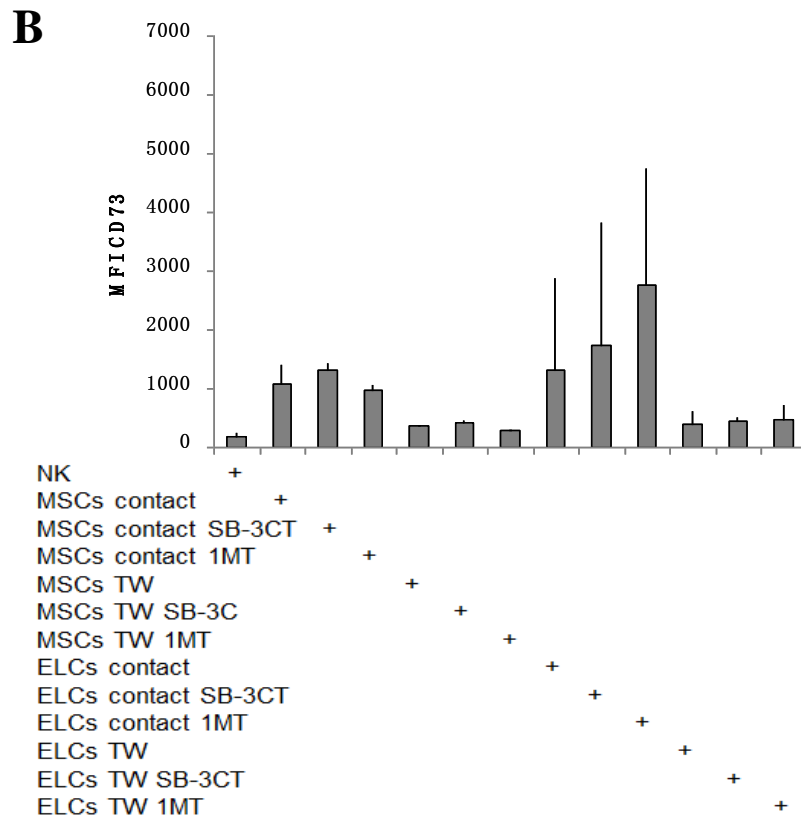 B
7000
6000
5000
4000
3000
2000
1000
0
MFICD73
NK +
MSCs contact +
MSCs contact SB-3CT +
MSCs contact 1MT +
MSCs TW +
MSCs TW SB-3C +
MSCs TW 1MT +
ELCs contact +
ELCs contact SB-3CT +
ELCs contact 1MT +
ELCs TW +
ELCs TW SB-3CT +
ELCs TW 1MT +